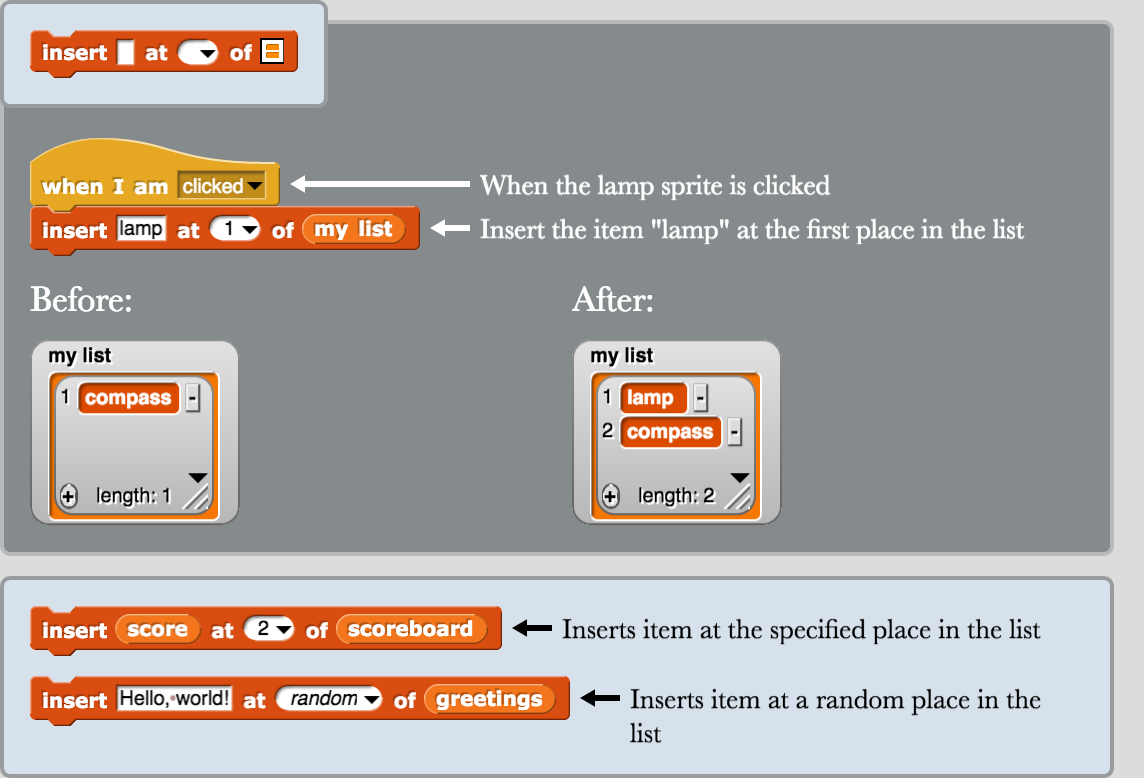 insert at of
when I am clicked
When the lamp sprite is clicked
insert lamp at 1 of my list
Insert the item "lamp" at the first place in the list
Before:
After:
my list
1 compass -
+ length: 1
my list
1 lamp -
2 compass -
+ length: 2
insert score at 2 of scoreboard
Inserts item at the specified place in the list
insert Hello, world! at random of greetings
Inserts item at a random place in the
list